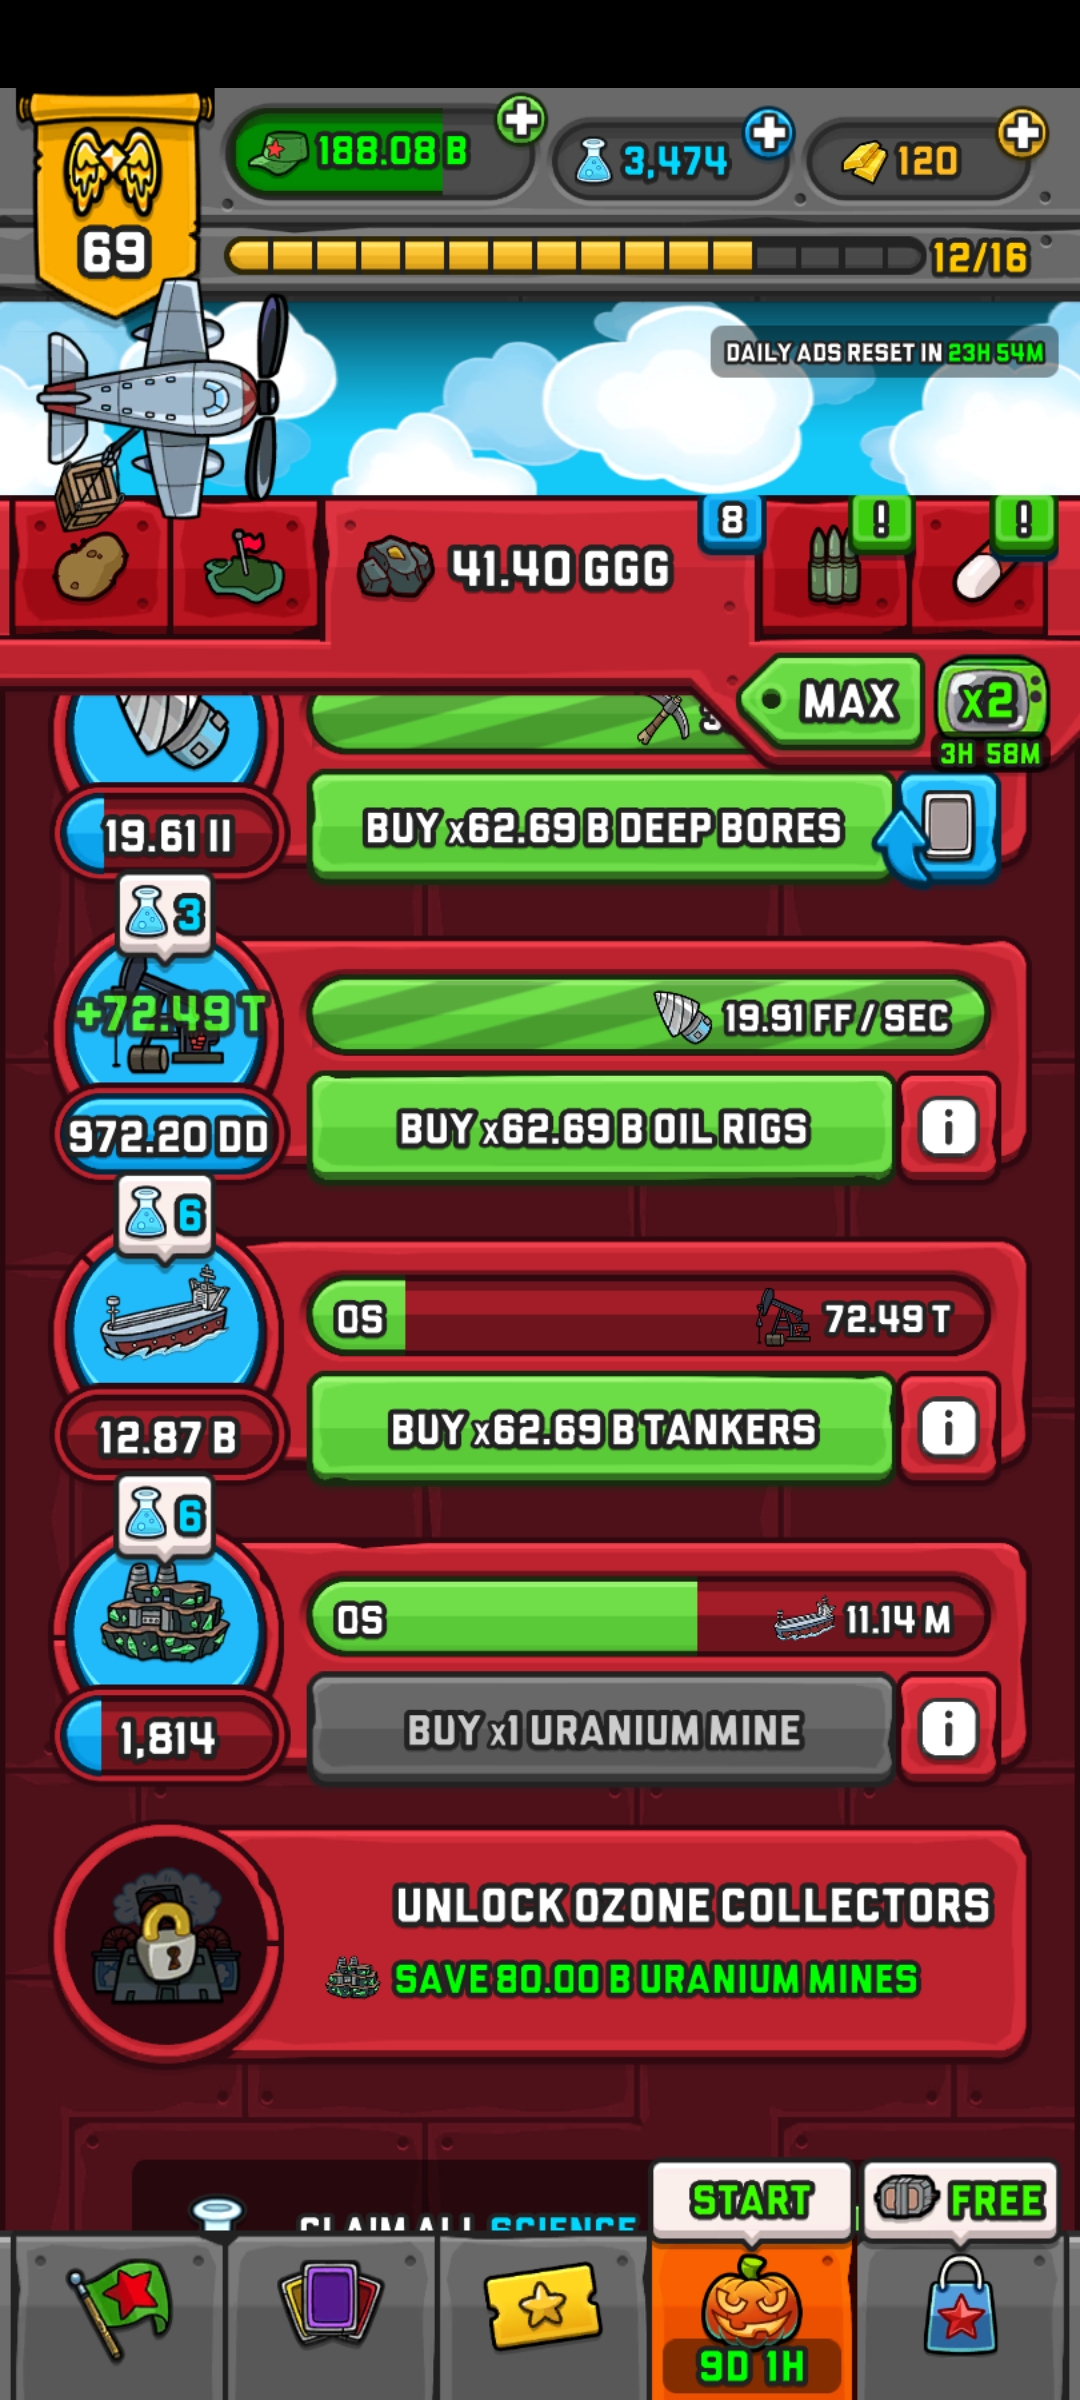 188.08 B
3,474
120
69
12/16
DAILY ADS RESET IN 23H 54M
41.40 GGG
8
!
!
MAX
x2
3H 58M
19.61 II
BUY x62.69 B DEEP BORES
3
+72.49 T
19.91 FF / SEC
972.20 DD
BUY x62.69 B OIL RIGS
i
6
0S
72.49 T
12.87 B
BUY x62.69 B TANKERS
i
6
0S
11.14 M
1,814
BUY x1 URANIUM MINE
i
UNLOCK OZONE COLLECTORS
SAVE 80.00 B URANIUM MINES
CLAIM ALL SCIENCE
START
FREE
9D 1H